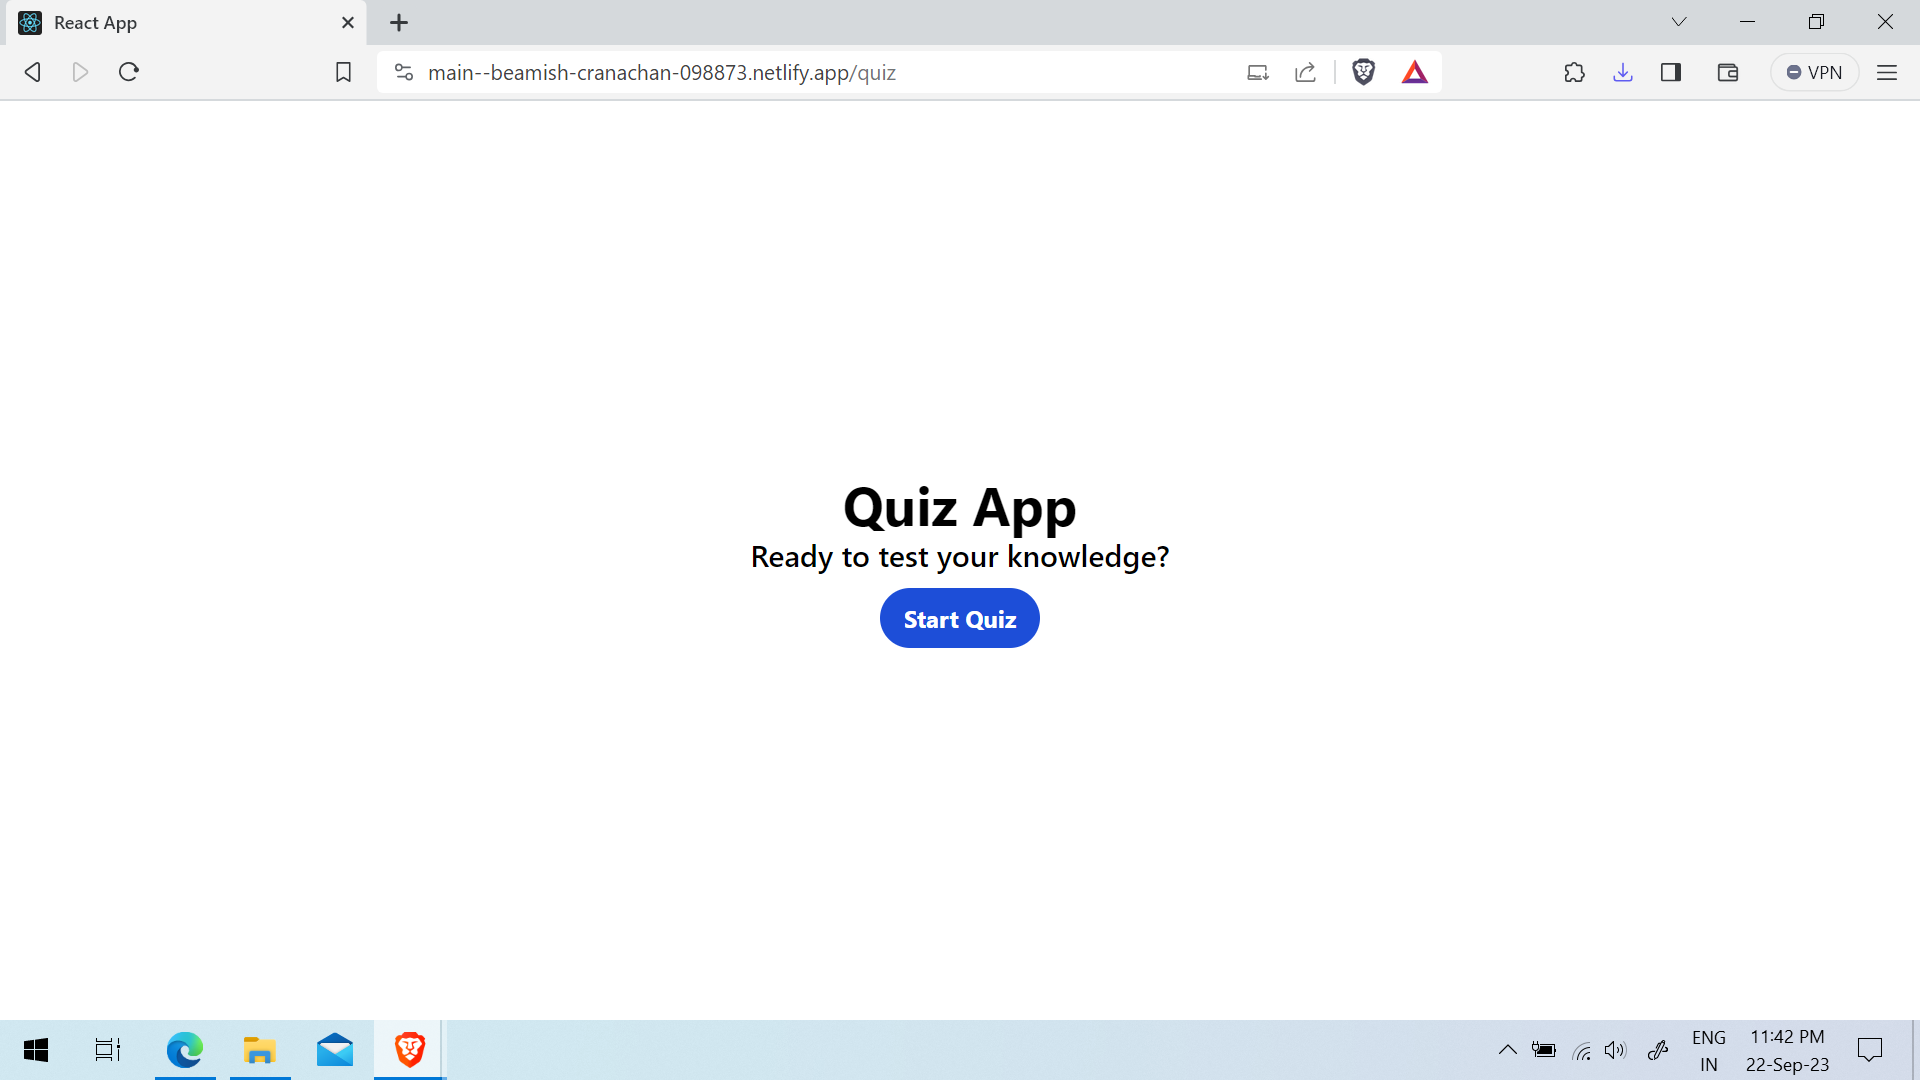 React App
main--beamish-cranachan-098873.netlify.app/quiz
VPN
Quiz App
Ready to test your knowledge?
Start Quiz
ENG
IN
11:42 PM
22-Sep-23